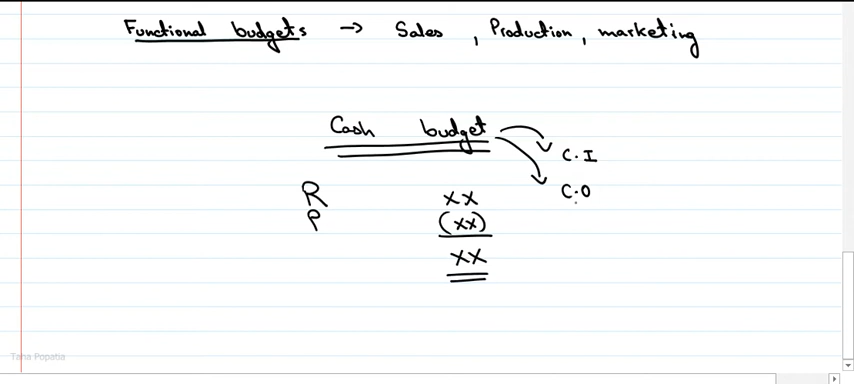 Functional budgets → Sales, Production, marketing
Cash budget
C.I
C.O
R xx
P (xx)
xx
Taha Popatia